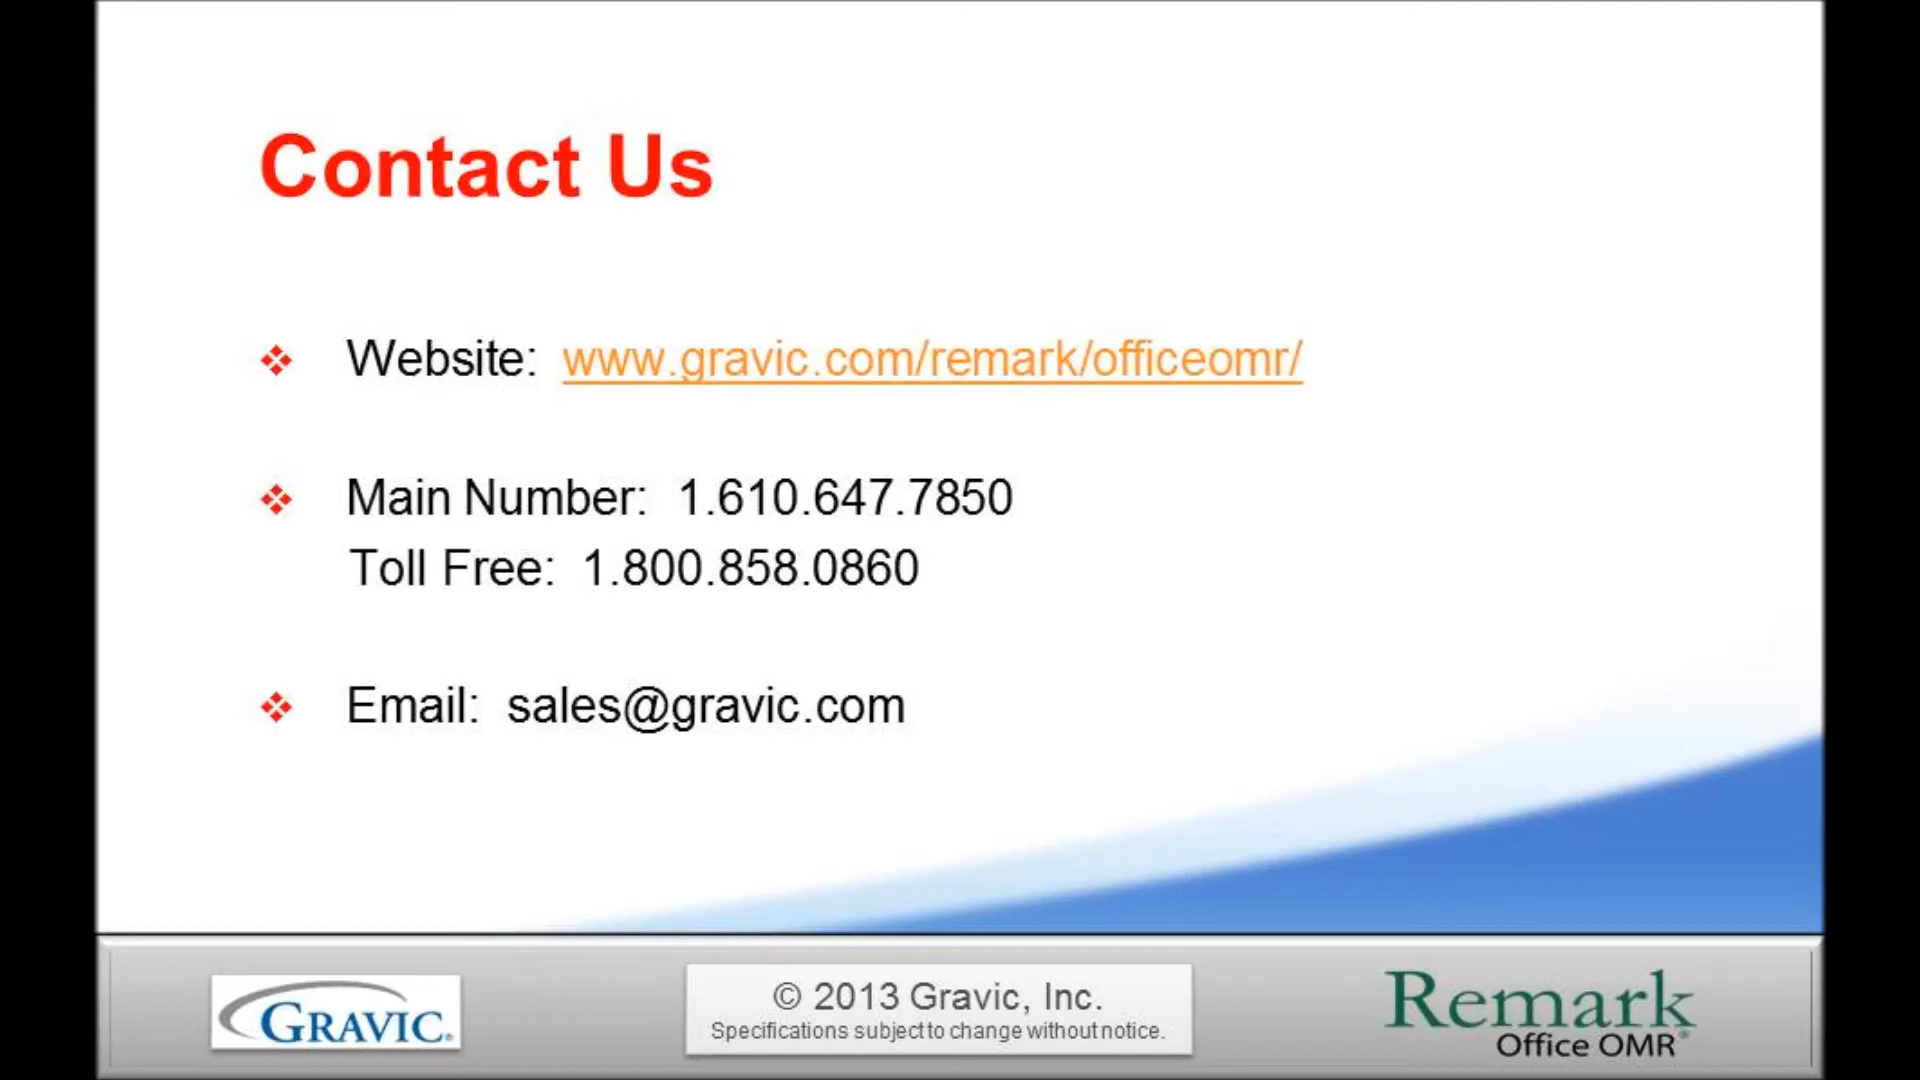 Contact Us
Website: www.gravic.com/remark/officeomr/
Main Number: 1.610.647.7850
Toll Free: 1.800.858.0860
Email: sales@gravic.com
GRAVIC®
© 2013 Gravic, Inc.
Specifications subject to change without notice.
Remark
Office OMR®